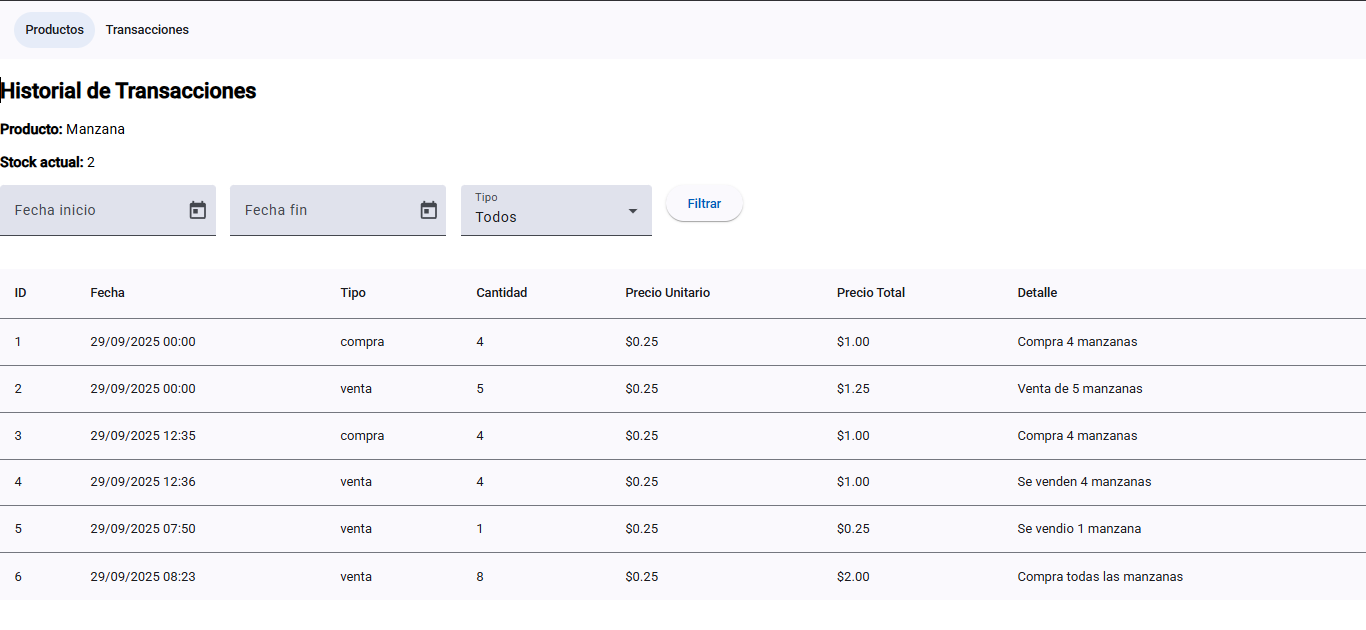 Productos Transacciones
Historial de Transacciones
Producto: Manzana
Stock actual: 2
Fecha inicio Fecha fin Tipo Todos Filtrar
ID Fecha Tipo Cantidad Precio Unitario Precio Total Detalle
1 29/09/2025 00:00 compra 4 $0.25 $1.00 Compra 4 manzanas
2 29/09/2025 00:00 venta 5 $0.25 $1.25 Venta de 5 manzanas
3 29/09/2025 12:35 compra 4 $0.25 $1.00 Compra 4 manzanas
4 29/09/2025 12:36 venta 4 $0.25 $1.00 Se venden 4 manzanas
5 29/09/2025 07:50 venta 1 $0.25 $0.25 Se vendio 1 manzana
6 29/09/2025 08:23 venta 8 $0.25 $2.00 Compra todas las manzanas